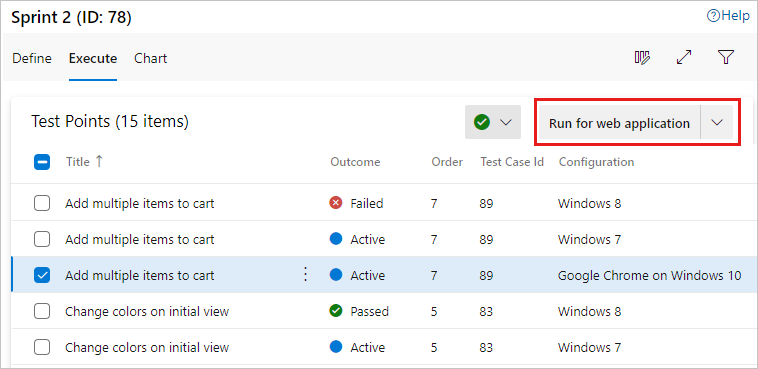 Sprint 2 (ID: 78)
Help
Define Execute Chart
Test Points (15 items)
Run for web application
Title ↑ Outcome Order Test Case Id Configuration
Add multiple items to cart Failed 7 89 Windows 8
Add multiple items to cart Active 7 89 Windows 7
Add multiple items to cart Active 7 89 Google Chrome on Windows 10
Change colors on initial view Passed 5 83 Windows 8
Change colors on initial view Active 5 83 Windows 7